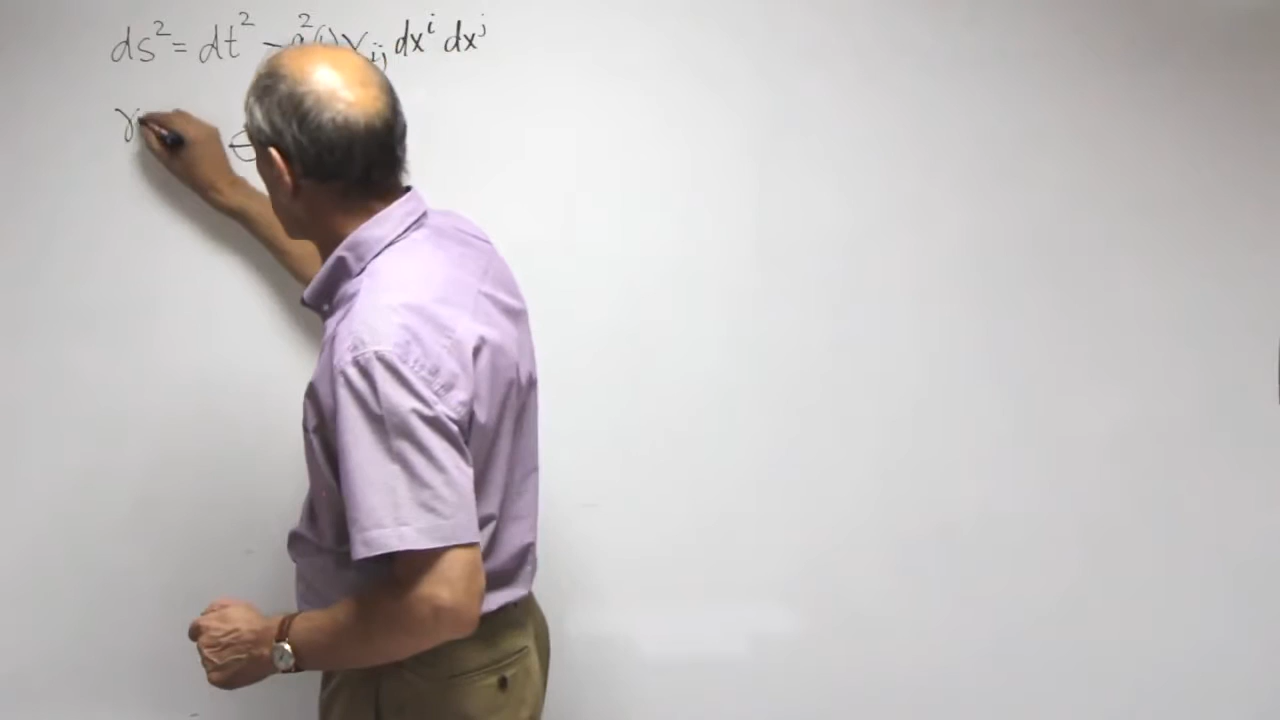 ds² = dt² - a²() γᵢⱼ dxⁱ dxʲ
γ